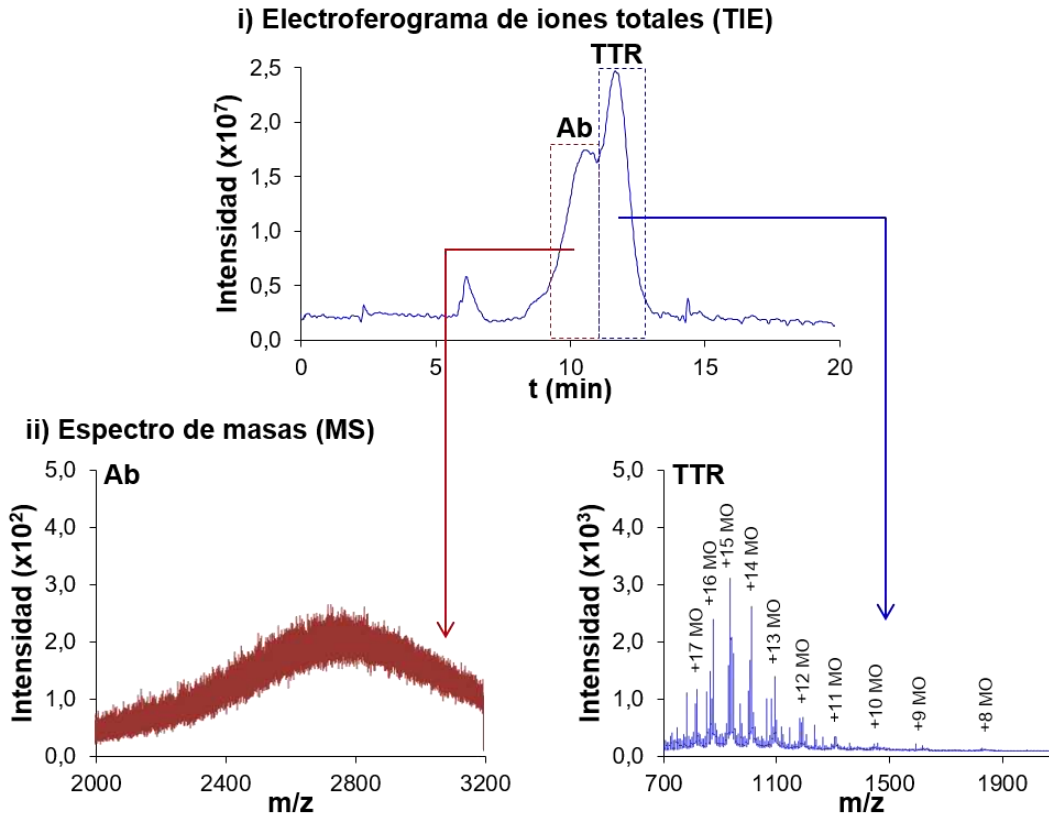 i) Electroferograma de iones totales (TIE)
TTR
Ab
Intensidad (x10⁷)
2,5
2,0
1,5
1,0
0,5
0,0
0 5 10 15 20
t (min)
ii) Espectro de masas (MS)
Ab
Intensidad (x10²)
5,0
4,0
3,0
2,0
1,0
0,0
2000 2400 2800 3200
m/z
TTR
Intensidad (x10³)
5,0
4,0
3,0
2,0
1,0
0,0
+17 MO
+16 MO
+15 MO
+14 MO
+13 MO
+12 MO
+11 MO
+10 MO
+9 MO
+8 MO
700 1100 1500 1900
m/z